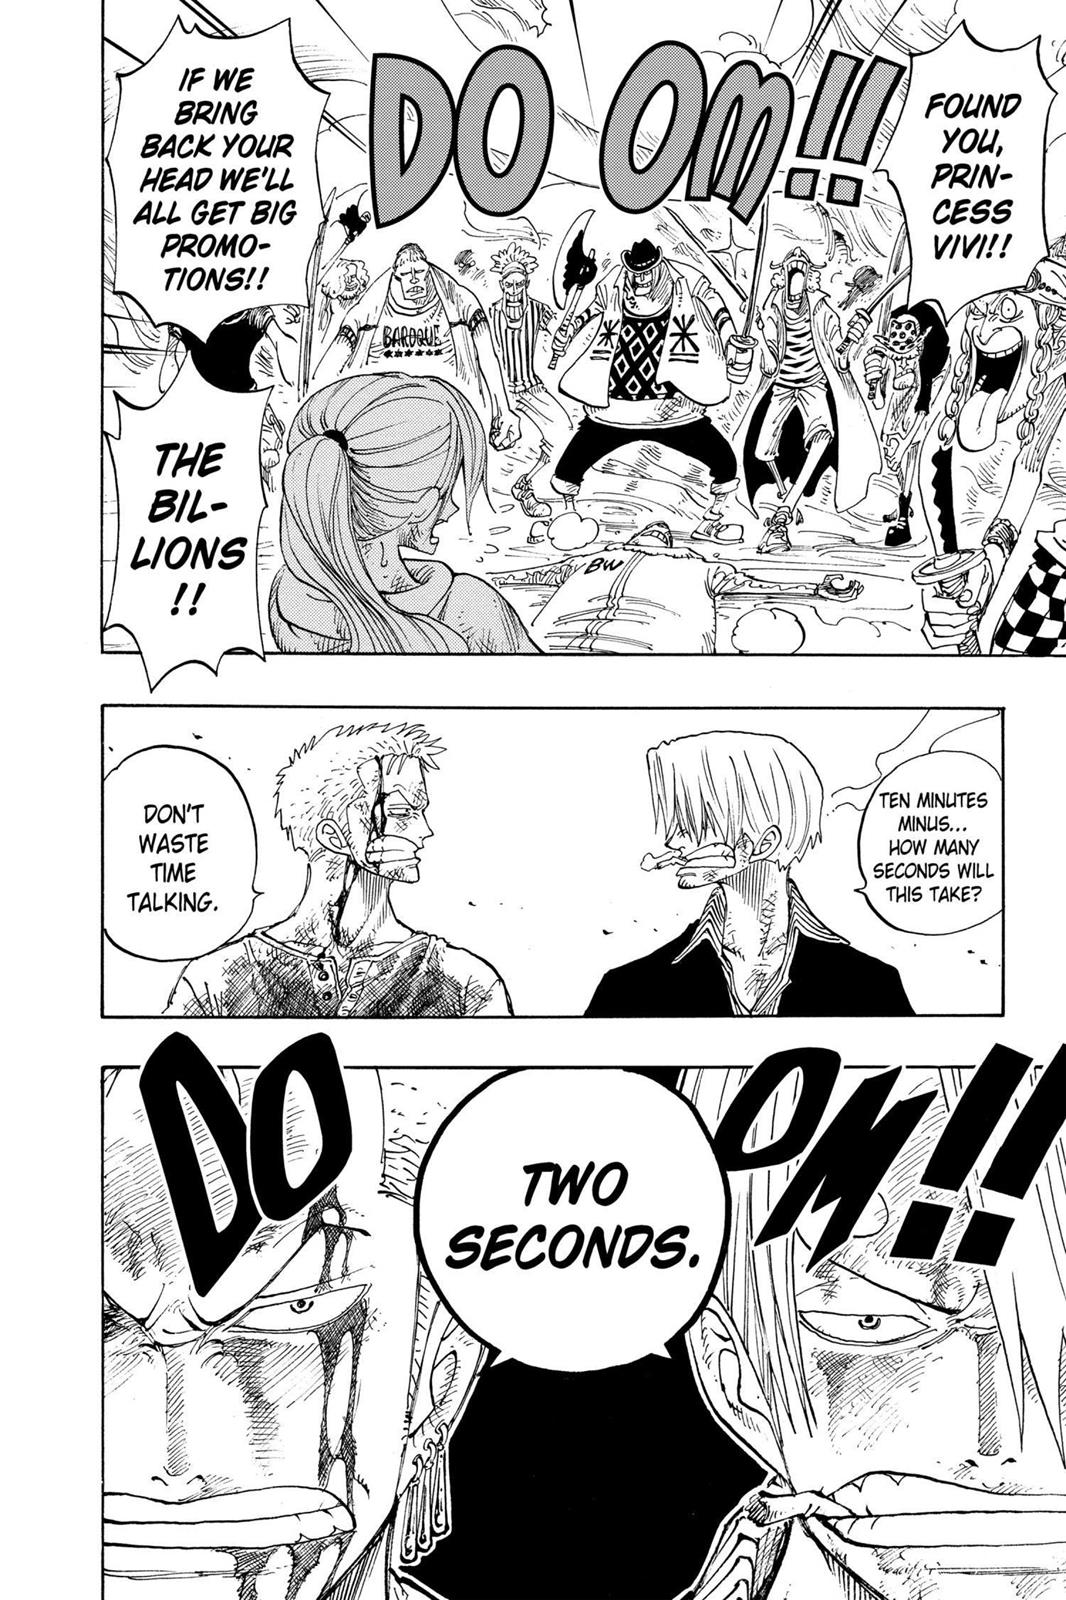 FOUND
YOU,
PRIN-
CESS
VIVI!!
DO OM!!
IF WE
BRING
BACK YOUR
HEAD WE'LL
ALL GET BIG
PROMO-
TIONS!!
BAROQUE
THE
BIL-
LIONS
!!
BW
TEN MINUTES
MINUS...
HOW MANY
SECONDS WILL
THIS TAKE?
DON'T
WASTE
TIME
TALKING.
DO OM!!
TWO
SECONDS.